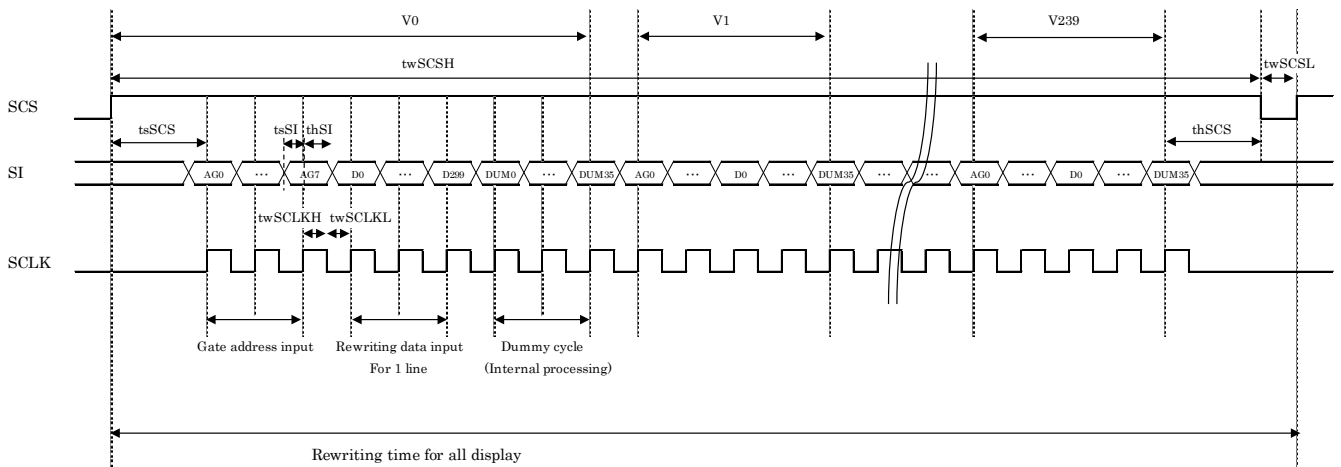 V0 V1 V239
twSCSH twSCSL
SCS
tsSCS tsSI thSI thSCS
SI AG0 ... AG7 D0 ... D299 DUM0 ... DUM35 AG0 ... D0 ... DUM35 ... ... AG0 ... D0 ... DUM35
twSCLKH twSCLKL
SCLK
Gate address input Rewriting data input Dummy cycle
For 1 line (Internal processing)
Rewriting time for all display